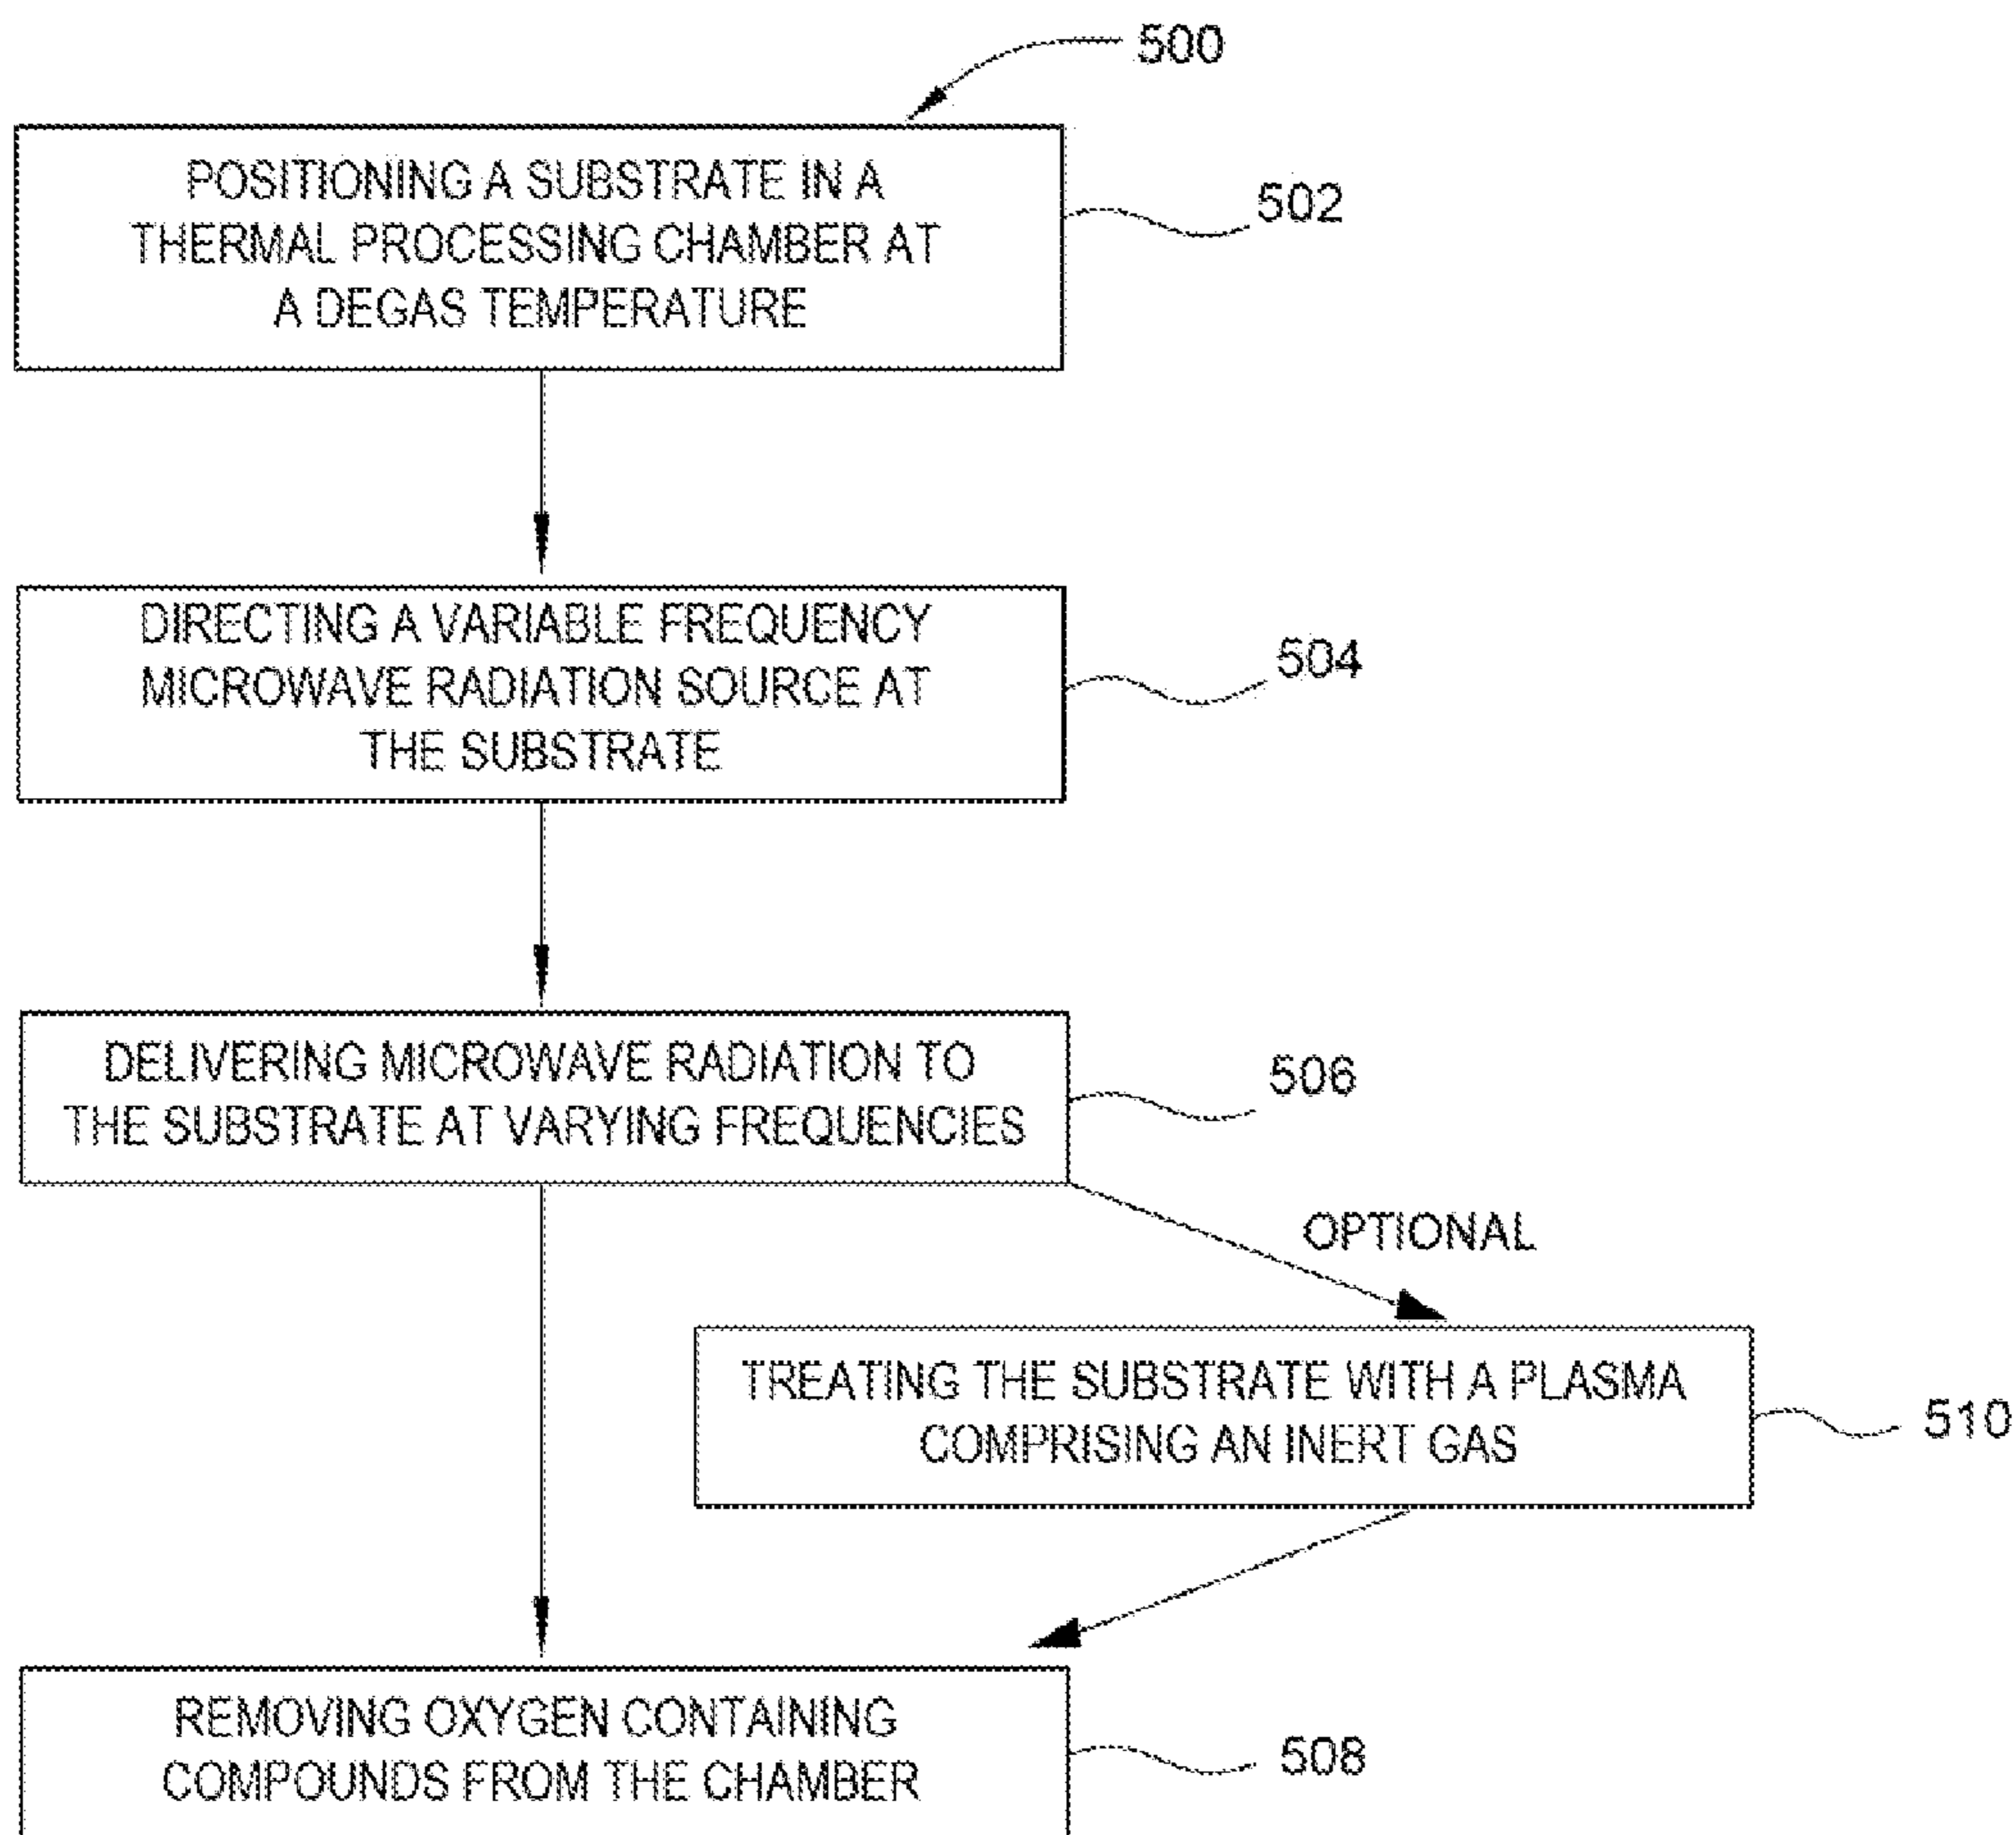 500
POSITIONING A SUBSTRATE IN A
THERMAL PROCESSING CHAMBER AT
A DEGAS TEMPERATURE
502
DIRECTING A VARIABLE FREQUENCY
MICROWAVE RADIATION SOURCE AT
THE SUBSTRATE
504
DELIVERING MICROWAVE RADIATION TO
THE SUBSTRATE AT VARYING FREQUENCIES
506
OPTIONAL
TREATING THE SUBSTRATE WITH A PLASMA
COMPRISING AN INERT GAS
510
REMOVING OXYGEN CONTAINING
COMPOUNDS FROM THE CHAMBER
508